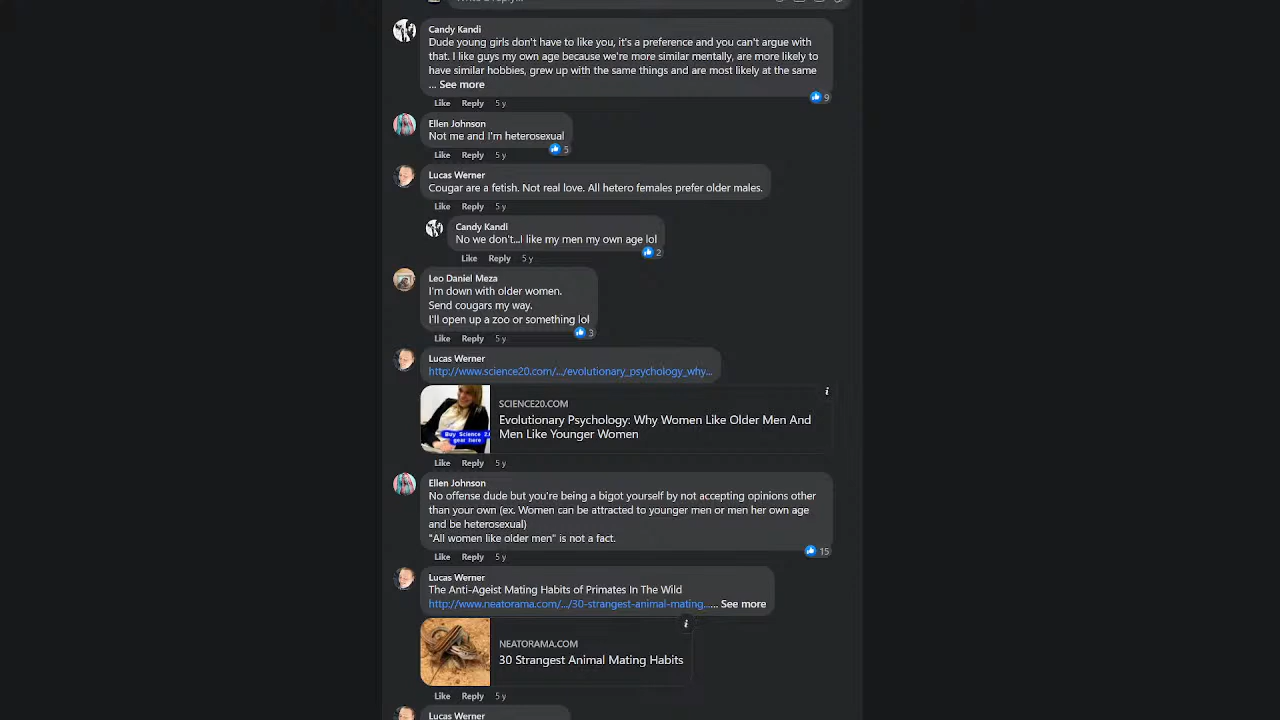 Candy Kandi
Dude young girls don't have to like you, it's a preference and you can't argue with
that. I like guys my own age because we're more similar mentally, are more likely to
have similar hobbies, grew up with the same things and are most likely at the same
... See more
9
Like Reply 5 y
Ellen Johnson
Not me and I'm heterosexual
5
Like Reply 5 y
Lucas Werner
Cougar are a fetish. Not real love. All hetero females prefer older males.
Like Reply 5 y
Candy Kandi
No we don't...I like my men my own age lol
2
Like Reply 5 y
Leo Daniel Meza
I'm down with older women.
Send cougars my way.
I'll open up a zoo or something lol
3
Like Reply 5 y
Lucas Werner
http://www.science20.com/.../evolutionary_psychology_why...
SCIENCE20.COM
Evolutionary Psychology: Why Women Like Older Men And
Men Like Younger Women
Buy Science 2.0
gear here
Like Reply 5 y
Ellen Johnson
No offense dude but you're being a bigot yourself by not accepting opinions other
than your own (ex. Women can be attracted to younger men or men her own age
and be heterosexual)
"All women like older men" is not a fact.
15
Like Reply 5 y
Lucas Werner
The Anti-Ageist Mating Habits of Primates In The Wild
http://www.neatorama.com/.../30-strangest-animal-mating...... See more
NEATORAMA.COM
30 Strangest Animal Mating Habits
Like Reply 5 y
Lucas Werner